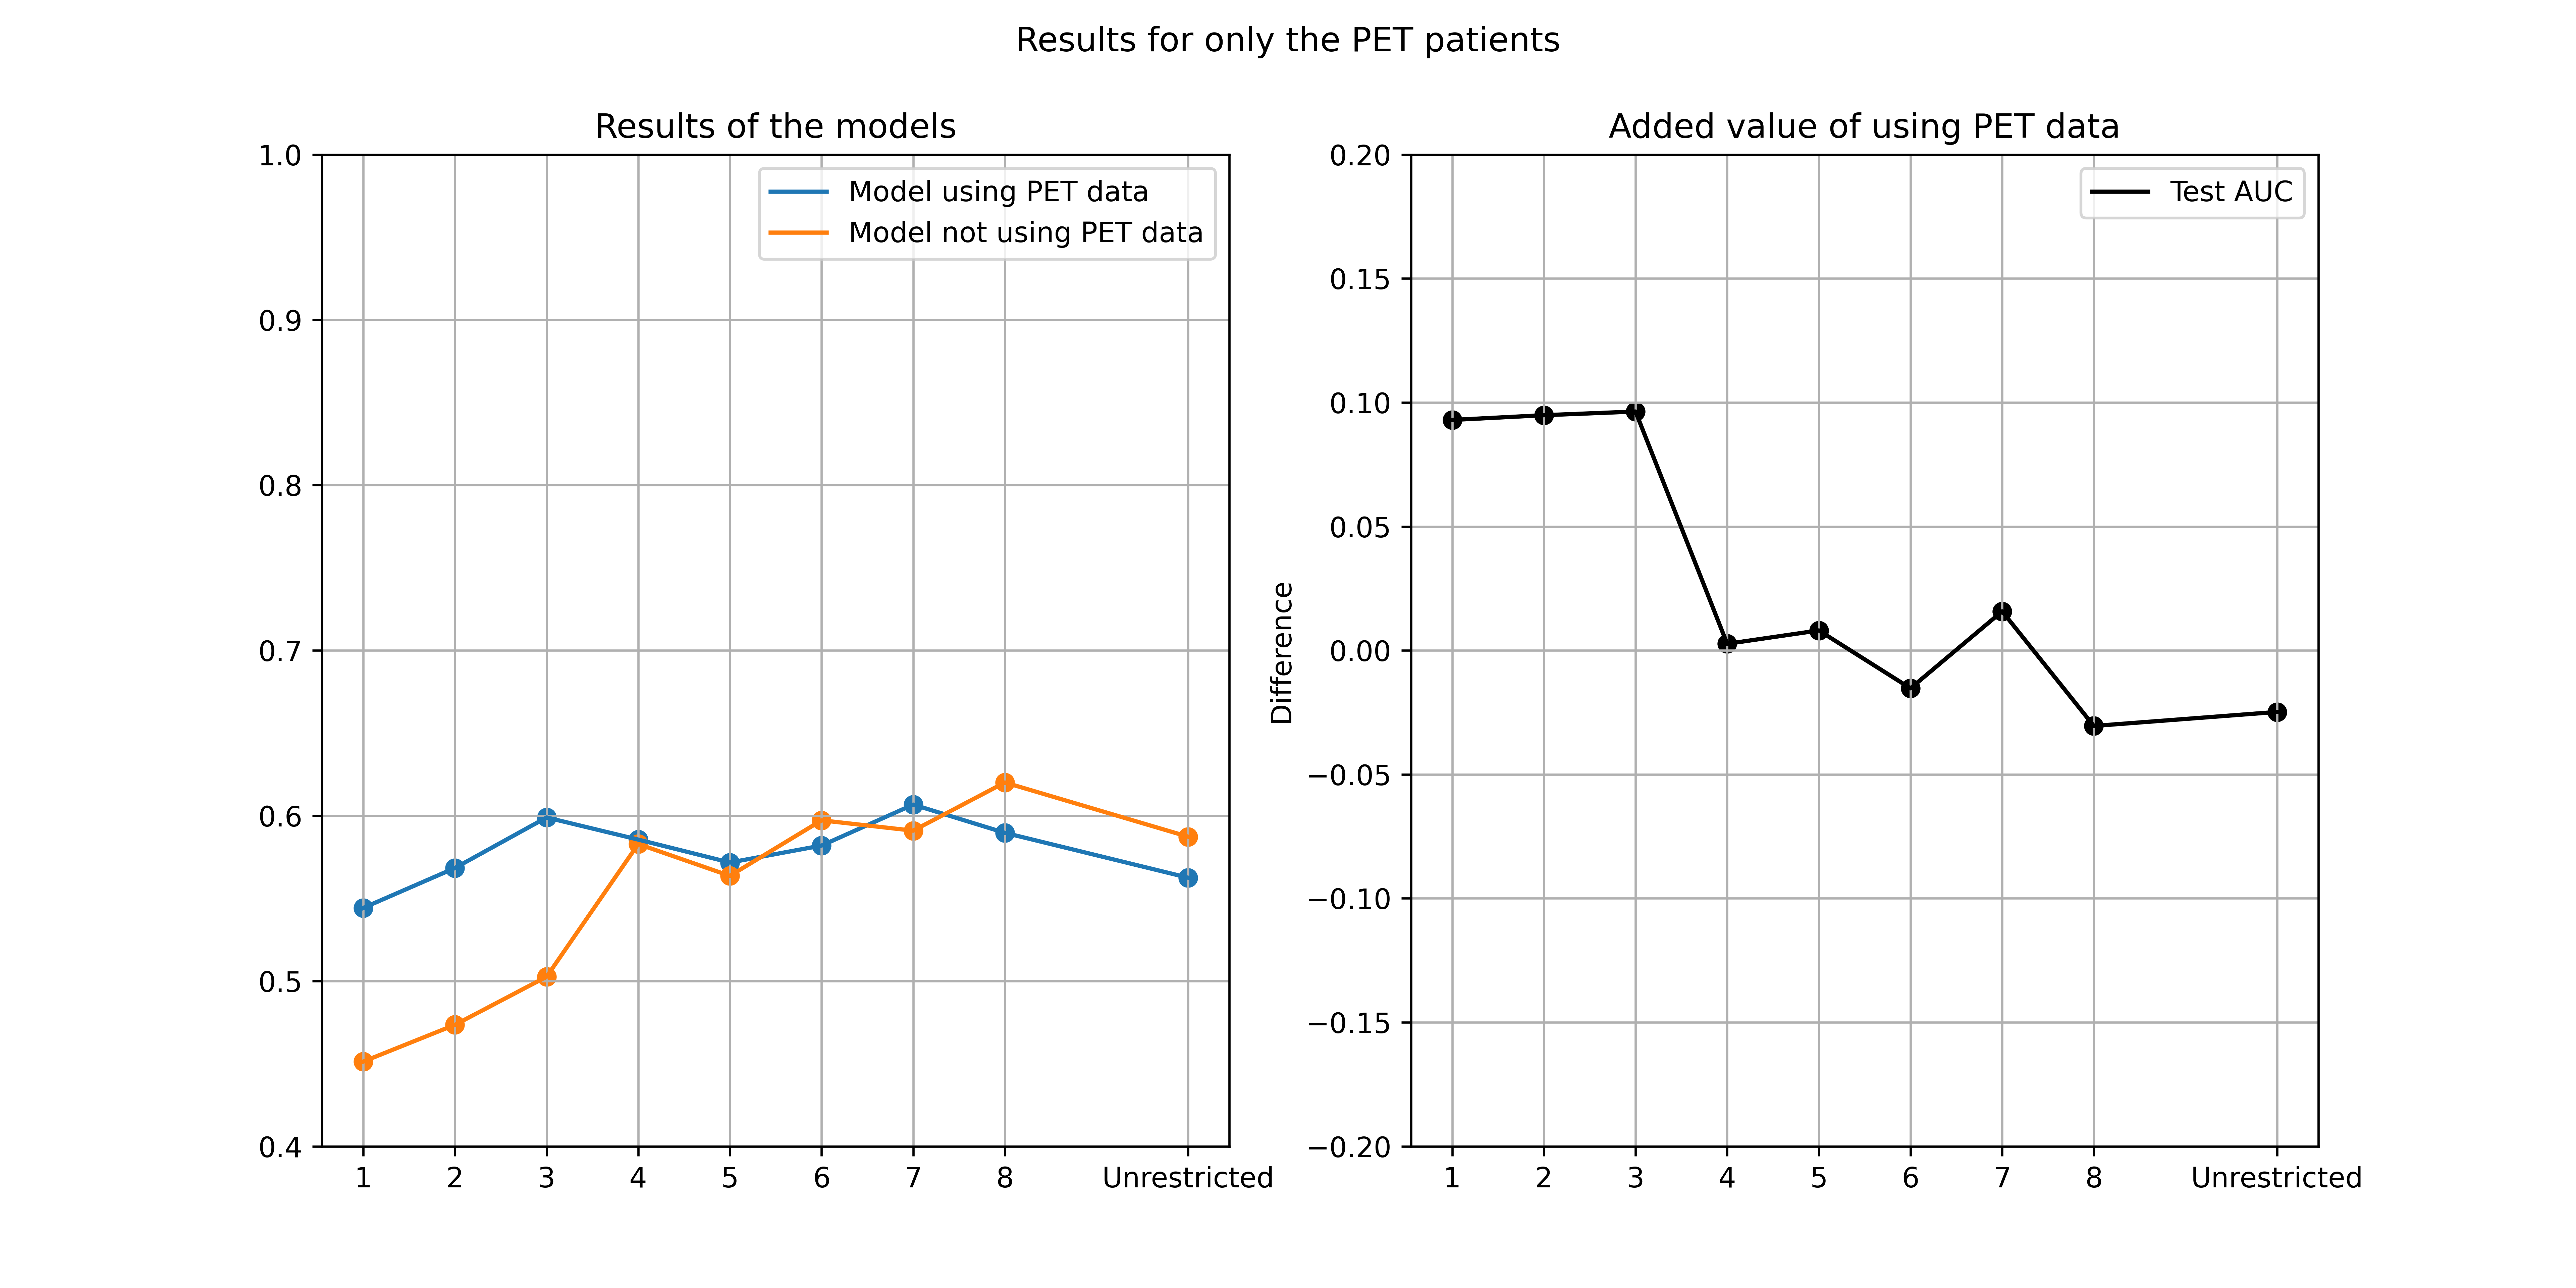 Results for only the PET patients
Results of the models
1.0
0.9
0.8
0.7
0.6
0.5
0.4
Model using PET data
Model not using PET data
1 2 3 4 5 6 7 8 Unrestricted
Added value of using PET data
Difference
0.20
0.15
0.10
0.05
0.00
−0.05
−0.10
−0.15
−0.20
Test AUC
1 2 3 4 5 6 7 8 Unrestricted